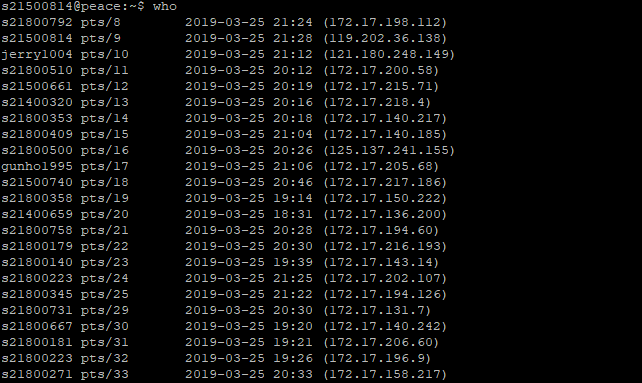 s21500814@peace:~$ who
s21800792 pts/8        2019-03-25 21:24 (172.17.198.112)
s21500814 pts/9        2019-03-25 21:28 (119.202.36.138)
jerry1004 pts/10       2019-03-25 21:12 (121.180.248.149)
s21800510 pts/11       2019-03-25 20:12 (172.17.200.58)
s21500661 pts/12       2019-03-25 20:19 (172.17.215.71)
s21400320 pts/13       2019-03-25 20:16 (172.17.218.4)
s21800353 pts/14       2019-03-25 20:18 (172.17.140.217)
s21800409 pts/15       2019-03-25 21:04 (172.17.140.185)
s21800500 pts/16       2019-03-25 20:26 (125.137.241.155)
gunho1995 pts/17       2019-03-25 21:06 (172.17.205.68)
s21500740 pts/18       2019-03-25 20:46 (172.17.217.186)
s21800358 pts/19       2019-03-25 19:14 (172.17.150.222)
s21400659 pts/20       2019-03-25 18:31 (172.17.136.200)
s21800758 pts/21       2019-03-25 20:28 (172.17.194.60)
s21800179 pts/22       2019-03-25 20:30 (172.17.216.193)
s21800140 pts/23       2019-03-25 19:39 (172.17.143.14)
s21800223 pts/24       2019-03-25 21:25 (172.17.202.107)
s21800345 pts/25       2019-03-25 21:22 (172.17.194.126)
s21800731 pts/29       2019-03-25 20:30 (172.17.131.7)
s21800667 pts/30       2019-03-25 19:20 (172.17.140.242)
s21800181 pts/31       2019-03-25 19:21 (172.17.206.60)
s21800223 pts/32       2019-03-25 19:26 (172.17.196.9)
s21800271 pts/33       2019-03-25 20:33 (172.17.158.217)